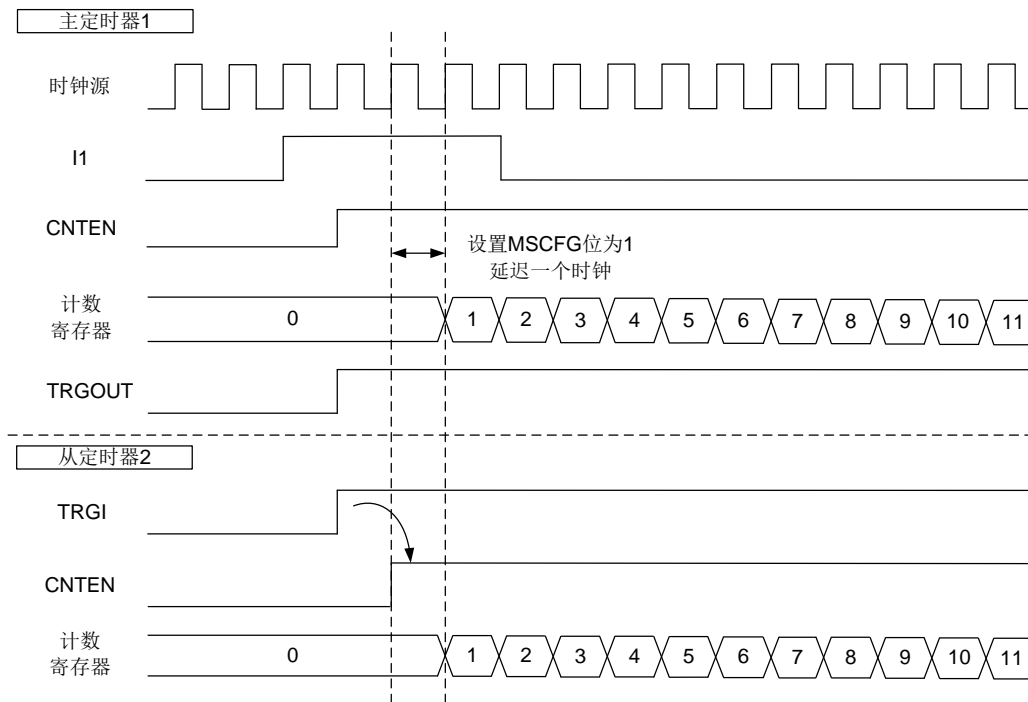 主定时器1
时钟源
I1
CNTEN
设置MSCFG位为1
延迟一个时钟
计数
寄存器
0 1 2 3 4 5 6 7 8 9 10 11
TRGOUT
从定时器2
TRGI
CNTEN
计数
寄存器
0 1 2 3 4 5 6 7 8 9 10 11